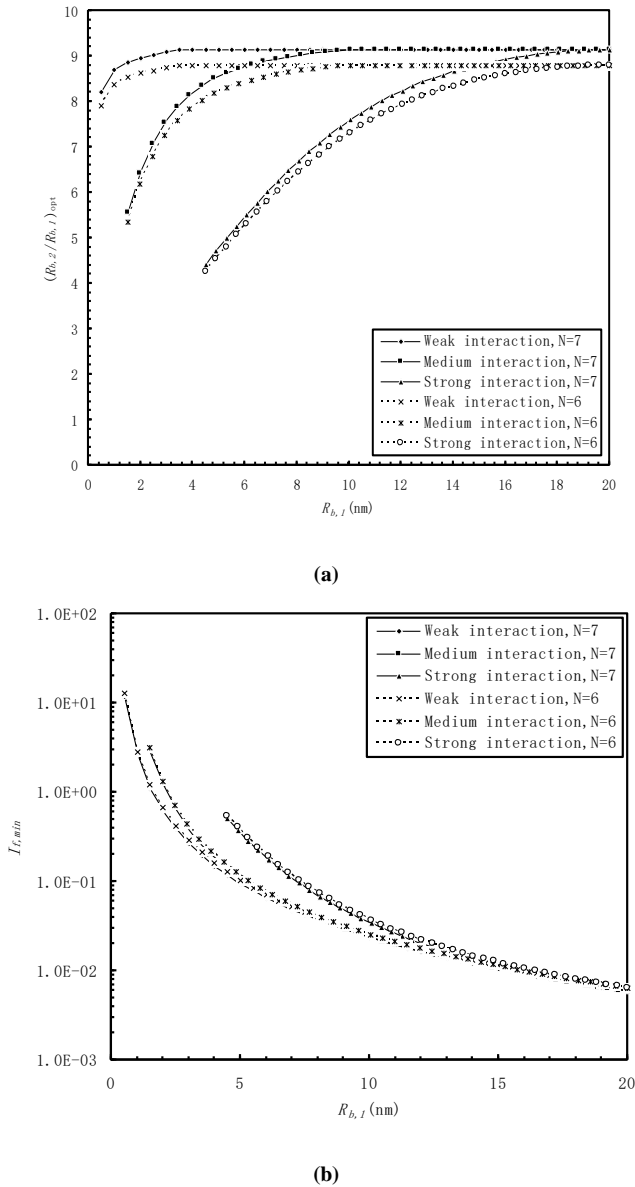 10
9
8
7
6
5
4
3
2
1
0
(Rb,2/Rb,1)opt
Weak interaction,N=7
Medium interaction,N=7
Strong interaction,N=7
Weak interaction,N=6
Medium interaction,N=6
Strong interaction,N=6
0 2 4 6 8 10 12 14 16 18 20
Rb,1(nm)
(a)
1.0E+02
1.0E+01
1.0E+00
1.0E-01
1.0E-02
1.0E-03
If,min
Weak interaction,N=7
Medium interaction,N=7
Strong interaction,N=7
Weak interaction,N=6
Medium interaction,N=6
Strong interaction,N=6
0 5 10 15 20
Rb,1(nm)
(b)